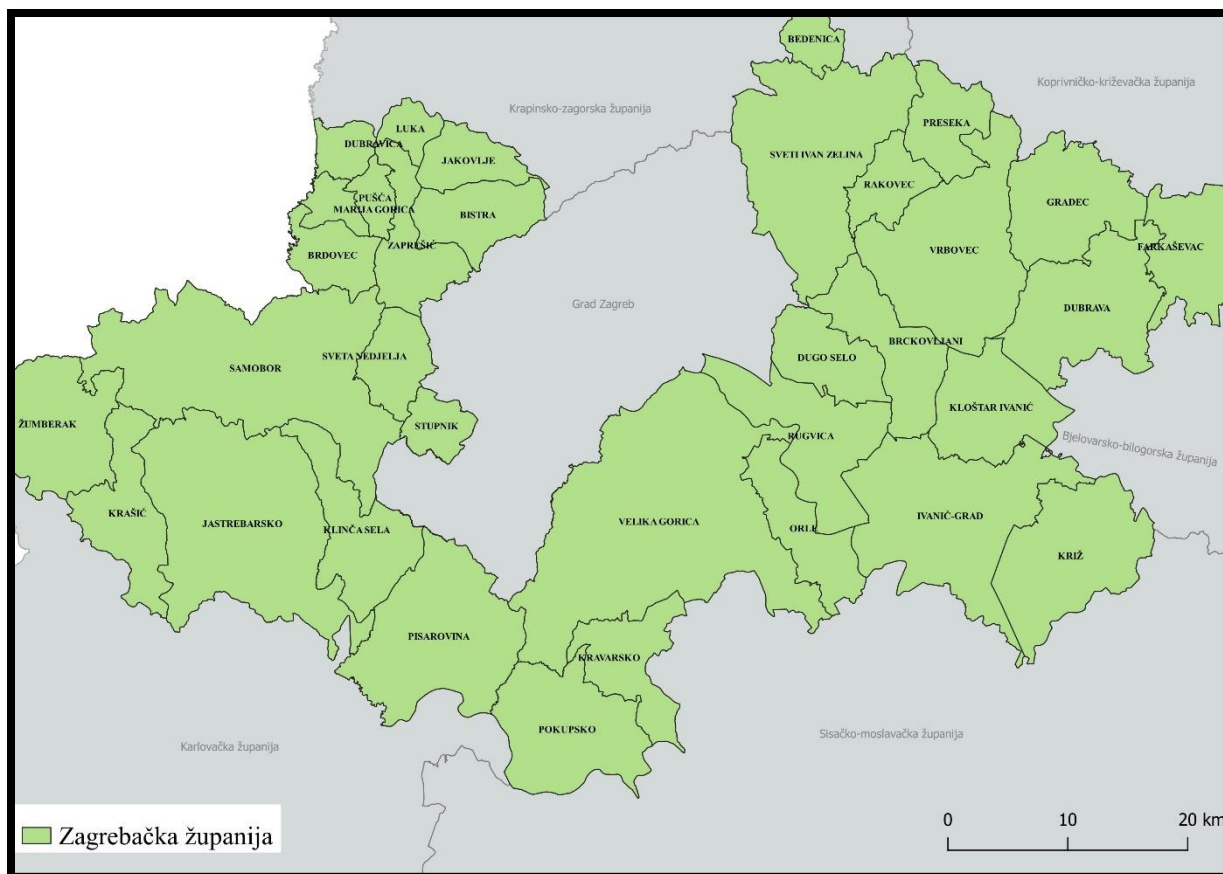 BEDENICA
Koprivničko-križevačka županija
Krapinsko-zagorska županija
LUKA
PRESEKA
DUBRAVICA
JAKOVLJE
SVETI IVAN ZELINA
RAKOVEC
PUŠĆA
MARIJA GORICA
BISTRA
GRADEC
ZAPREŠIĆ
BRDOVEC
VRBOVEC
FARKAŠEVAC
Grad Zagreb
DUBRAVA
BRCKOVLJANI
SVETA NEDJELJA
DUGO SELO
SAMOBOR
KLOŠTAR IVANIĆ
ŽUMBERAK
STUPNIK
RUGVICA
Bjelovarsko-bilogorska županija
KRAŠIĆ
JASTREBARSKO
KLINČA SELA
VELIKA GORICA
ORLE
IVANIĆ-GRAD
KRIŽ
PISAROVINA
KRAVARSKO
POKUPSKO
Karlovačka županija
Sisačko-moslavačka županija
Zagrebačka županija
0 10 20 km